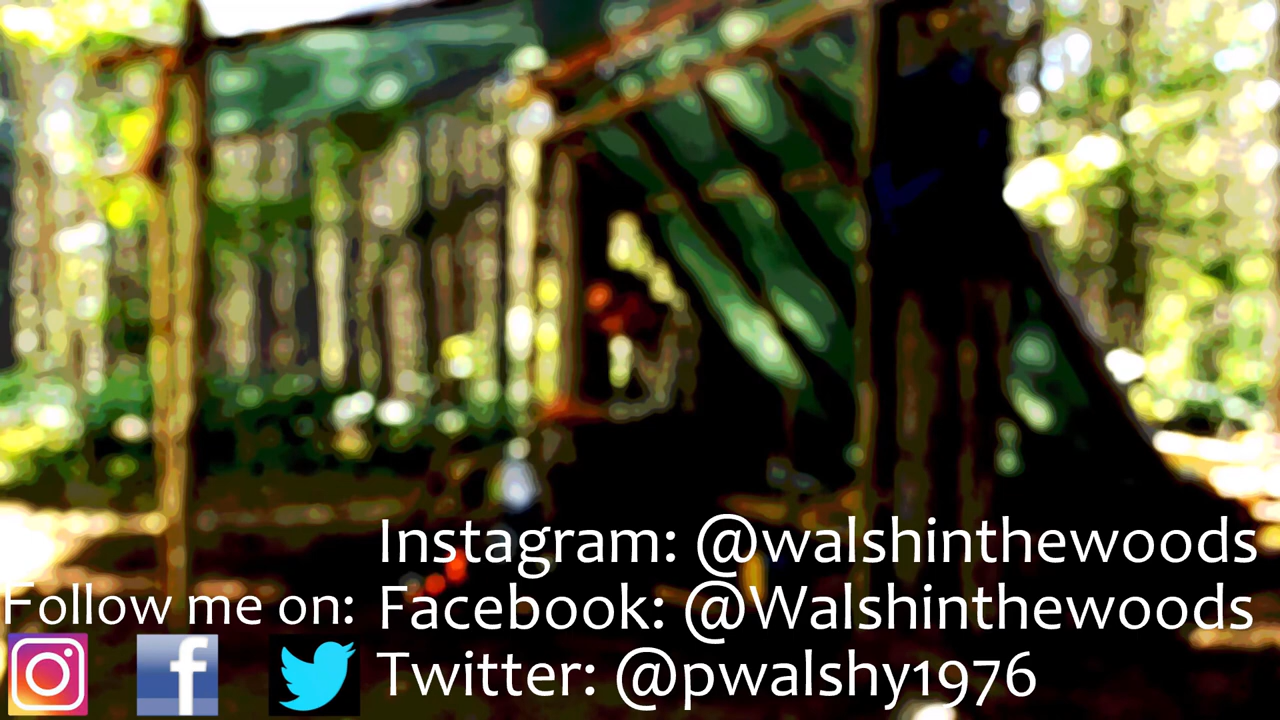 Instagram: @walshinthewoods
Follow me on:
Facebook: @Walshinthewoods
Twitter: @pwalshy1976